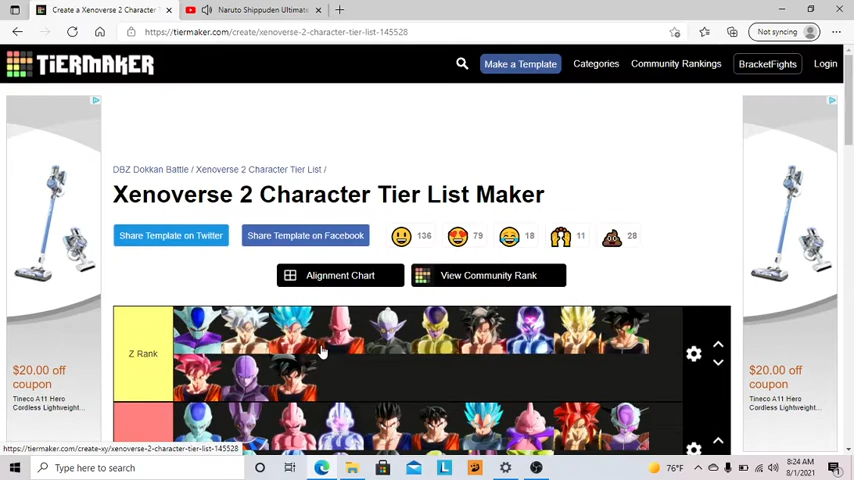 Create a Xenoverse 2 Character T
Naruto Shippuden Ultimat
https://tiermaker.com/create/xenoverse-2-character-tier-list-145528
Not syncing
TIERMAKER
Make a Template
Categories
Community Rankings
BracketFights
Login
DBZ Dokkan Battle / Xenoverse 2 Character Tier List /
Xenoverse 2 Character Tier List Maker
Share Template on Twitter
Share Template on Facebook
136
79
18
11
28
Alignment Chart
View Community Rank
Z Rank
$20.00 off
coupon
Tineco A11 Hero
Cordless Lightweight...
$20.00 off
coupon
Tineco A11 Hero
Cordless Lightweight...
https://tiermaker.com/create-xy/xenoverse-2-character-tier-list-145528
Type here to search
76°F
8:24 AM
8/1/2021